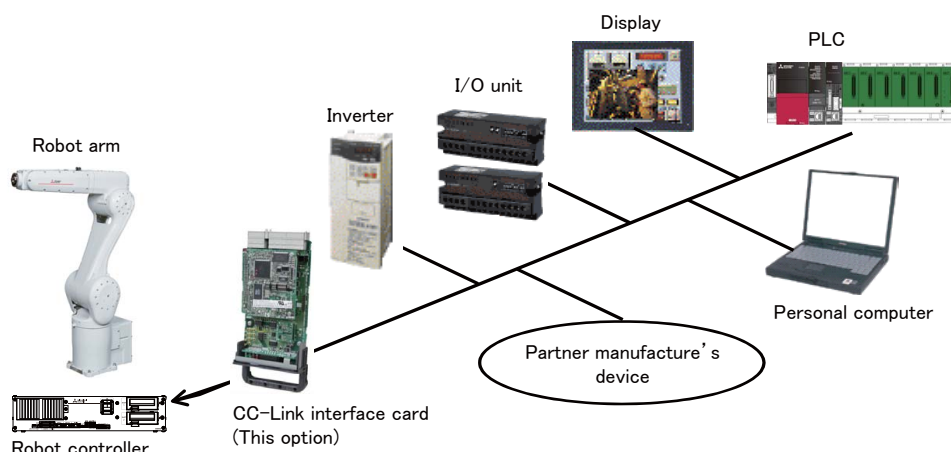 Display
PLC
I/O unit
Inverter
Robot arm
Personal computer
Partner manufacture's
device
CC-Link interface card
(This option)
Robot controller